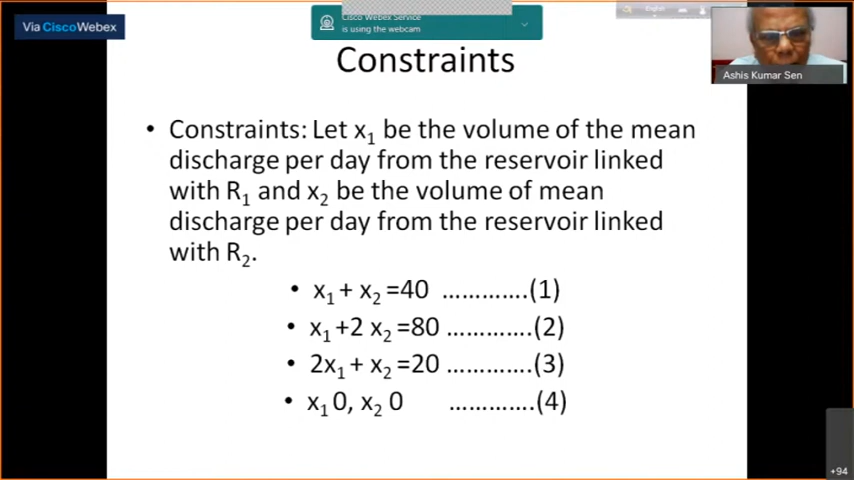 Via CiscoWebex
Cisco Webex Service
is using the webcam
English
Ashis Kumar Sen
Constraints
• Constraints: Let x₁ be the volume of the mean
discharge per day from the reservoir linked
with R₁ and x₂ be the volume of mean
discharge per day from the reservoir linked
with R₂.
• x₁ + x₂ =40 .............(1)
• x₁ +2 x₂ =80 .............(2)
• 2x₁ + x₂ =20 .............(3)
• x₁ 0, x₂ 0 .............(4)
+94